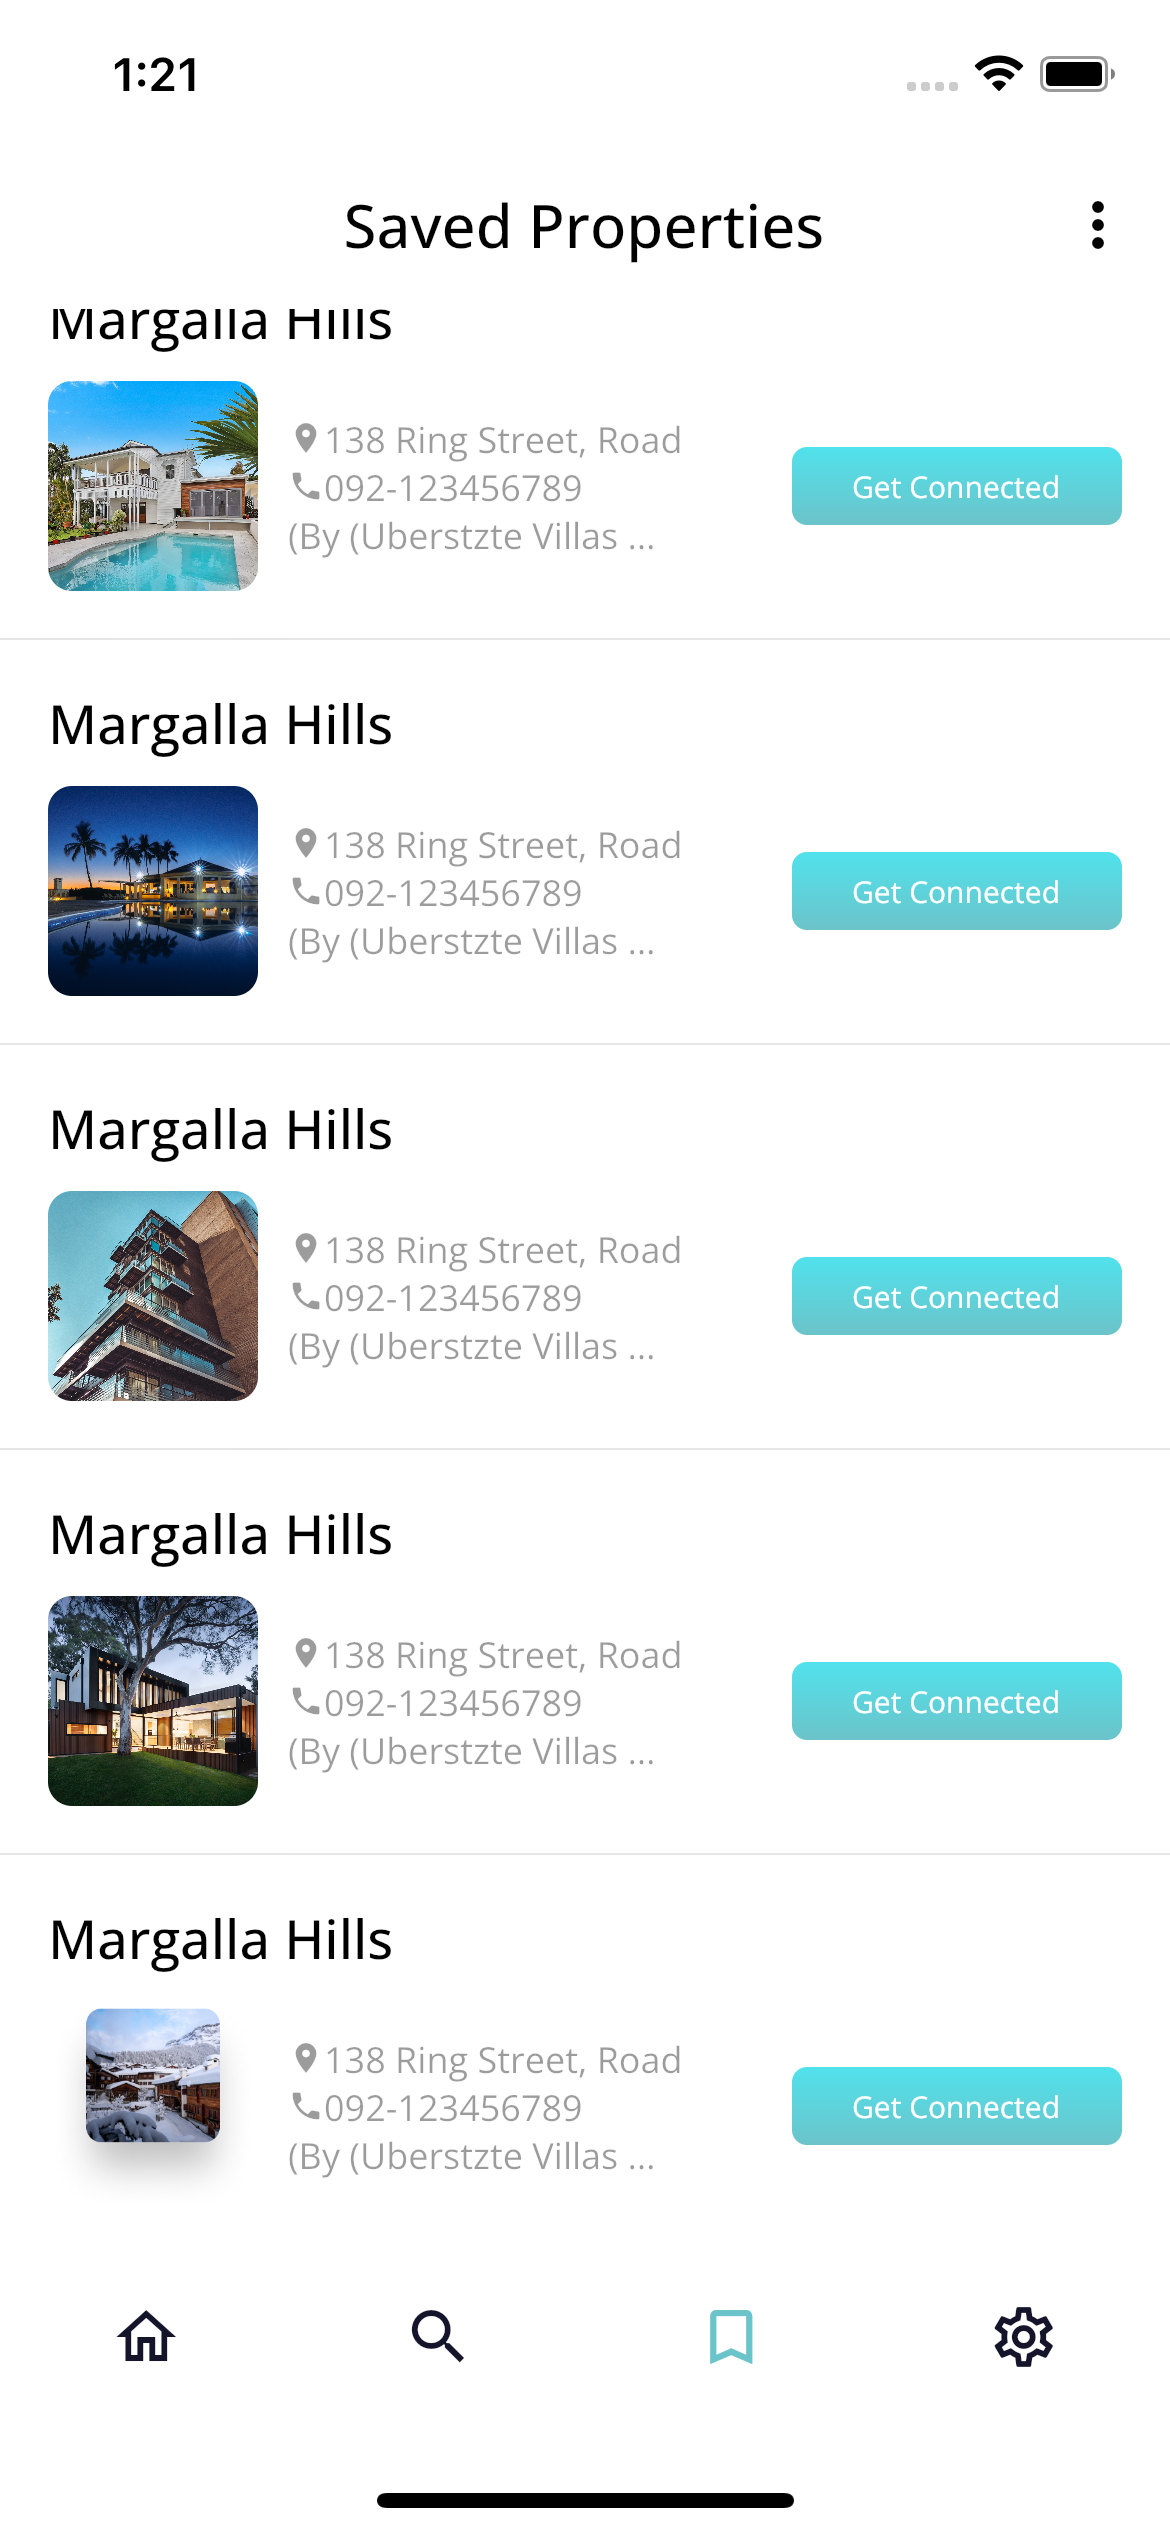 1:21
Saved Properties
Margalla Hills
138 Ring Street, Road
092-123456789
(By (Uberstzte Villas ...
Get Connected
Margalla Hills
138 Ring Street, Road
092-123456789
(By (Uberstzte Villas ...
Get Connected
Margalla Hills
138 Ring Street, Road
092-123456789
(By (Uberstzte Villas ...
Get Connected
Margalla Hills
138 Ring Street, Road
092-123456789
(By (Uberstzte Villas ...
Get Connected
Margalla Hills
138 Ring Street, Road
092-123456789
(By (Uberstzte Villas ...
Get Connected